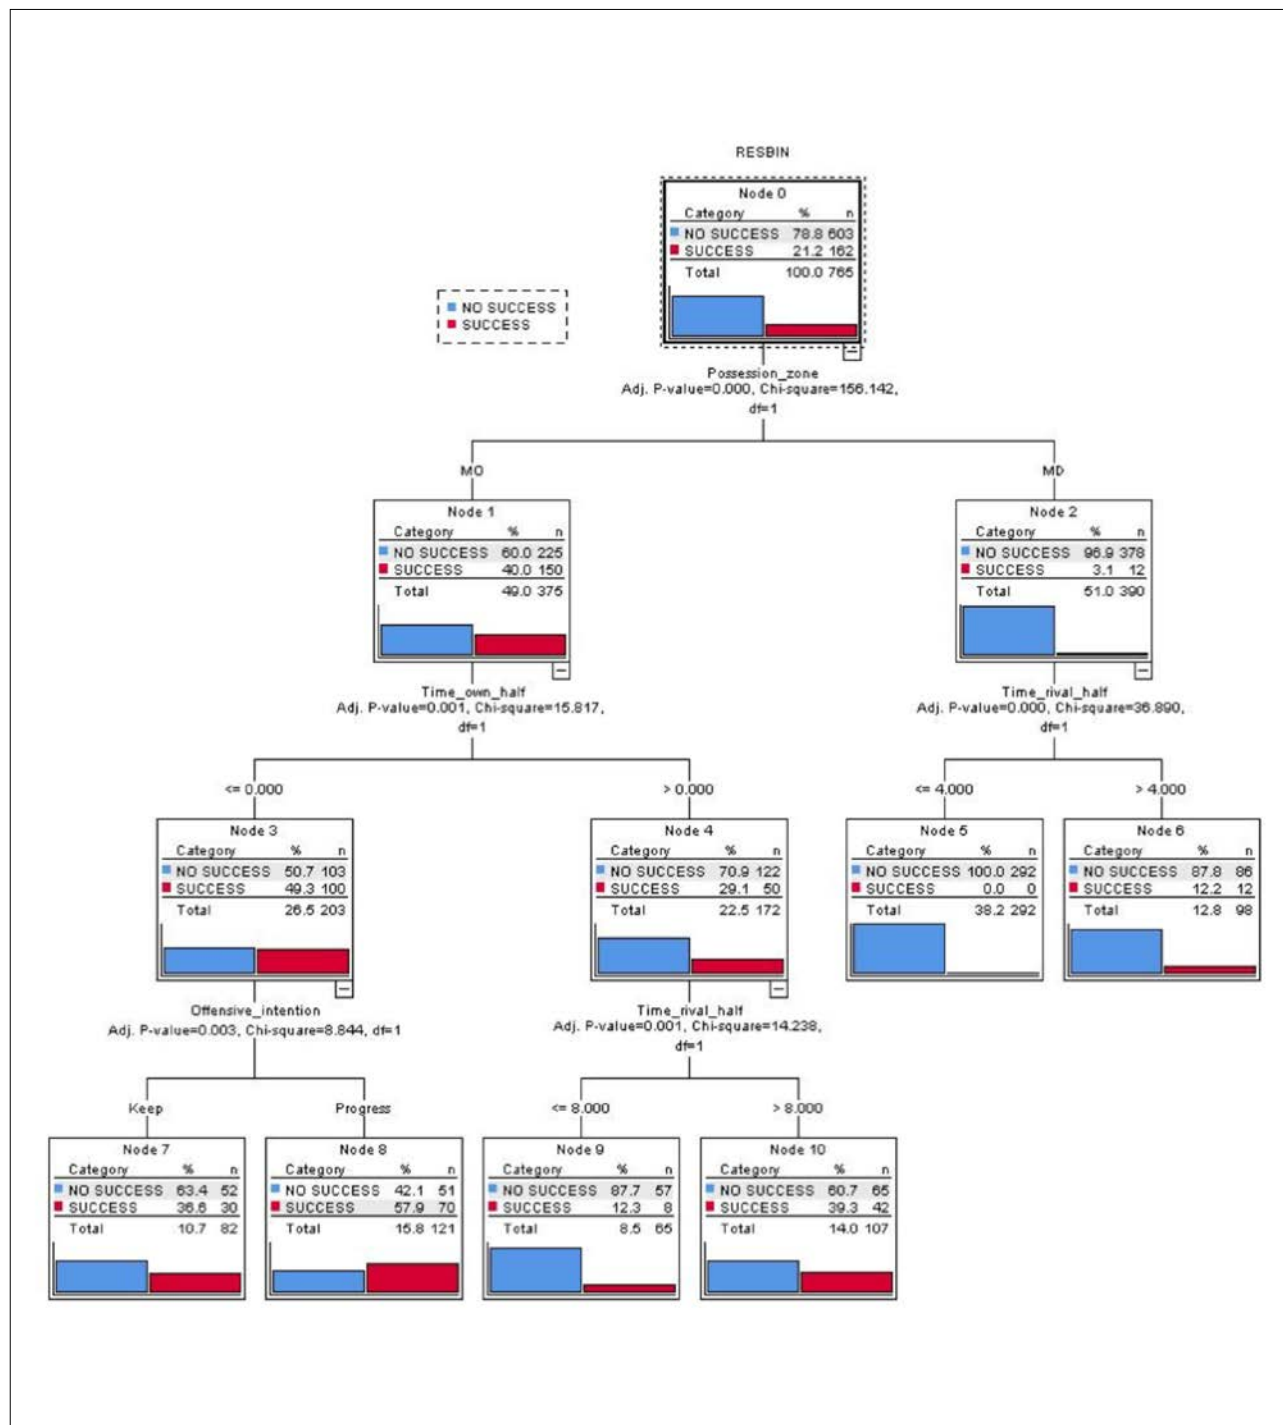 RESBIN
Node 0
Category % n
NO SUCCESS 78.8 603
SUCCESS 21.2 162
Total 100.0 765
NO SUCCESS
SUCCESS
Possession_zone
Adj. P-value=0.000, Chi-square=156.142,
df=1
MO
MD
Node 1
Category % n
NO SUCCESS 60.0 225
SUCCESS 40.0 150
Total 49.0 375
Node 2
Category % n
NO SUCCESS 96.9 378
SUCCESS 3.1 12
Total 51.0 390
Time_own_half
Adj. P-value=0.001, Chi-square=15.817,
df=1
Time_rival_half
Adj. P-value=0.000, Chi-square=36.890,
df=1
<= 0.000
> 0.000
<= 4.000
> 4.000
Node 3
Category % n
NO SUCCESS 50.7 103
SUCCESS 49.3 100
Total 26.5 203
Node 4
Category % n
NO SUCCESS 70.9 122
SUCCESS 29.1 50
Total 22.5 172
Node 5
Category % n
NO SUCCESS 100.0 292
SUCCESS 0.0 0
Total 38.2 292
Node 6
Category % n
NO SUCCESS 87.8 86
SUCCESS 12.2 12
Total 12.8 98
Offensive_intention
Adj. P-value=0.003, Chi-square=8.844, df=1
Time_rival_half
Adj. P-value=0.001, Chi-square=14.238,
df=1
Keep
Progress
<= 8.000
> 8.000
Node 7
Category % n
NO SUCCESS 63.4 52
SUCCESS 36.6 30
Total 10.7 82
Node 8
Category % n
NO SUCCESS 42.1 51
SUCCESS 57.9 70
Total 15.8 121
Node 9
Category % n
NO SUCCESS 87.7 57
SUCCESS 12.3 8
Total 8.5 65
Node 10
Category % n
NO SUCCESS 60.7 65
SUCCESS 39.3 42
Total 14.0 107